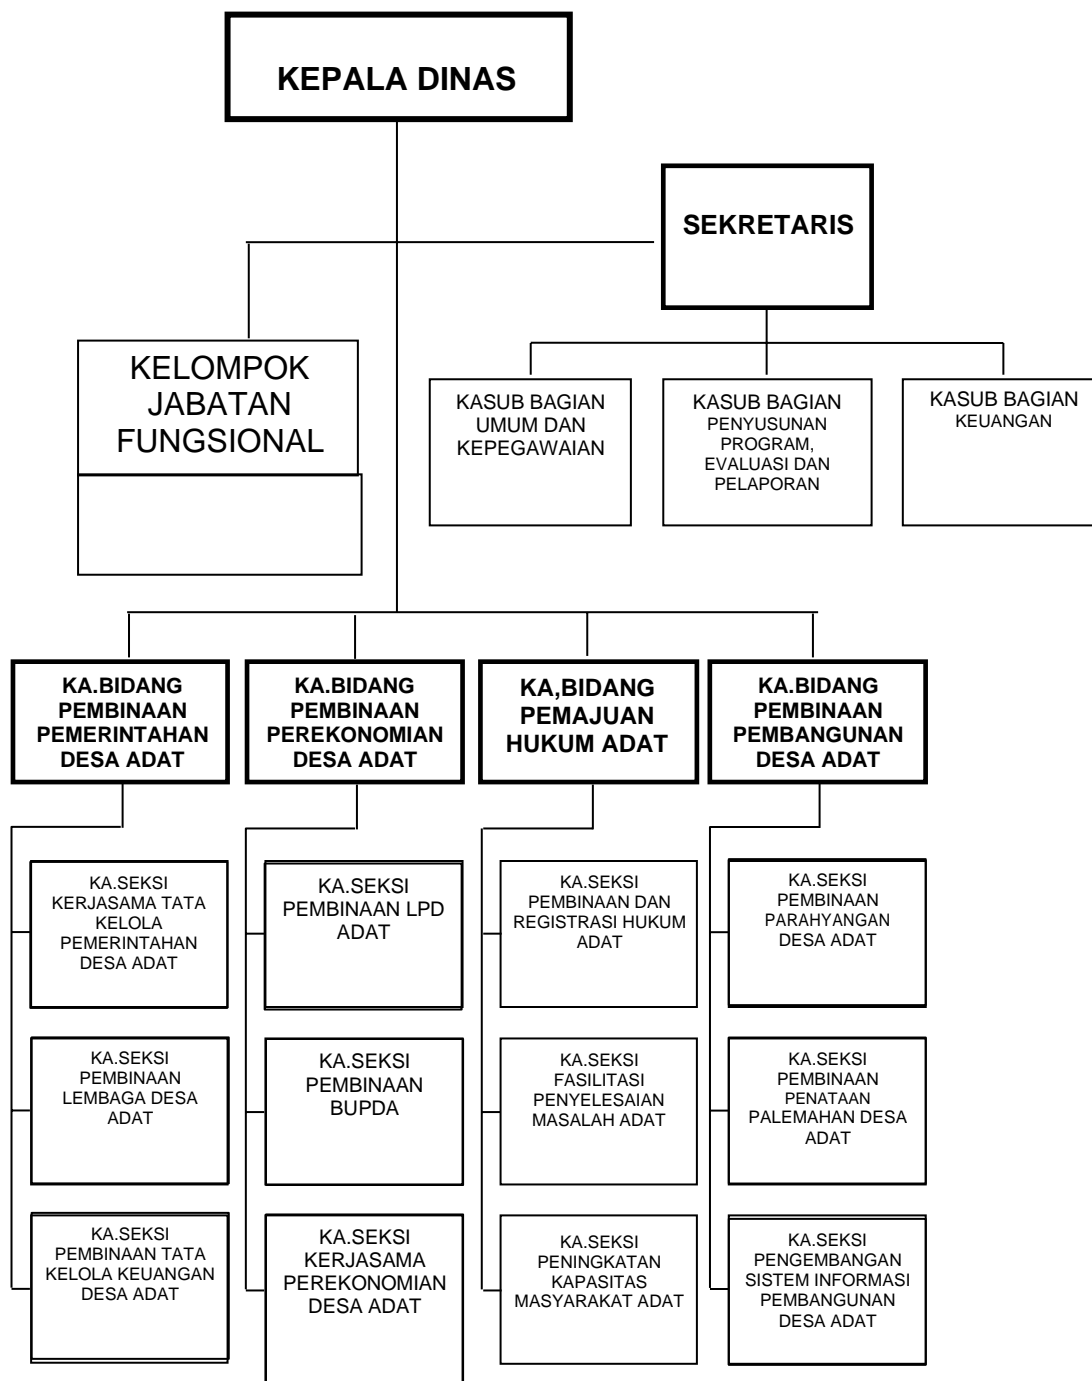 KEPALA DINAS
SEKRETARIS
KELOMPOK
JABATAN
FUNGSIONAL
KASUB BAGIAN
UMUM DAN
KEPEGAWAIAN
KASUB BAGIAN
PENYUSUNAN
PROGRAM,
EVALUASI DAN
PELAPORAN
KASUB BAGIAN
KEUANGAN
KA.BIDANG
PEMBINAAN
PEMERINTAHAN
DESA ADAT
KA.BIDANG
PEMBINAAN
PEREKONOMIAN
DESA ADAT
KA,BIDANG
PEMAJUAN
HUKUM ADAT
KA.BIDANG
PEMBINAAN
PEMBANGUNAN
DESA ADAT
KA.SEKSI
KERJASAMA TATA
KELOLA
PEMERINTAHAN
DESA ADAT
KA.SEKSI
PEMBINAAN LPD
ADAT
KA.SEKSI
PEMBINAAN DAN
REGISTRASI HUKUM
ADAT
KA.SEKSI
PEMBINAAN
PARAHYANGAN
DESA ADAT
KA.SEKSI
PEMBINAAN
LEMBAGA DESA
ADAT
KA.SEKSI
PEMBINAAN
BUPDA
KA.SEKSI
FASILITASI
PENYELESAIAN
MASALAH ADAT
KA.SEKSI
PEMBINAAN
PENATAAN
PALEMAHAN DESA
ADAT
KA.SEKSI
PEMBINAAN TATA
KELOLA KEUANGAN
DESA ADAT
KA.SEKSI
KERJASAMA
PEREKONOMIAN
DESA ADAT
KA.SEKSI
PENINGKATAN
KAPASITAS
MASYARAKAT ADAT
KA.SEKSI
PENGEMBANGAN
SISTEM INFORMASI
PEMBANGUNAN
DESA ADAT